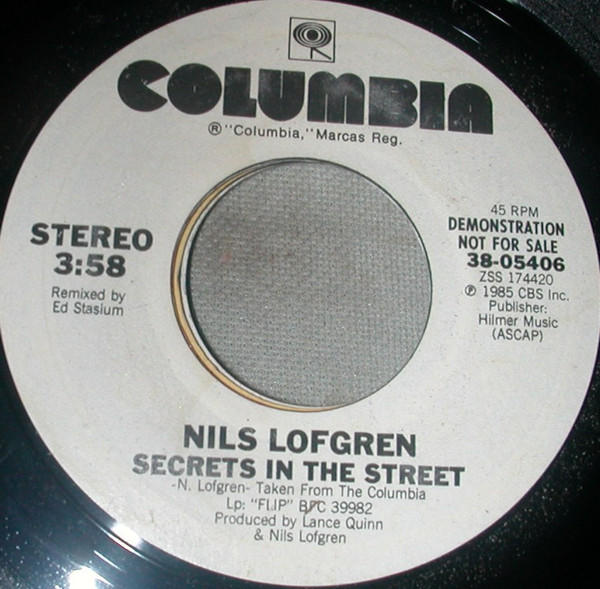 COLUMBIA
®"Columbia," Marcas Reg.
STEREO
3:58
Remixed by
Ed Stasium
45 RPM
DEMONSTRATION
NOT FOR SALE
38-05406
ZSS 174420
℗ 1985 CBS Inc.
Publisher:
Hilmer Music
(ASCAP)
NILS LOFGREN
SECRETS IN THE STREET
-N. Lofgren- Taken From The Columbia
Lp: "FLIP" BFC 39982
Produced by Lance Quinn
& Nils Lofgren